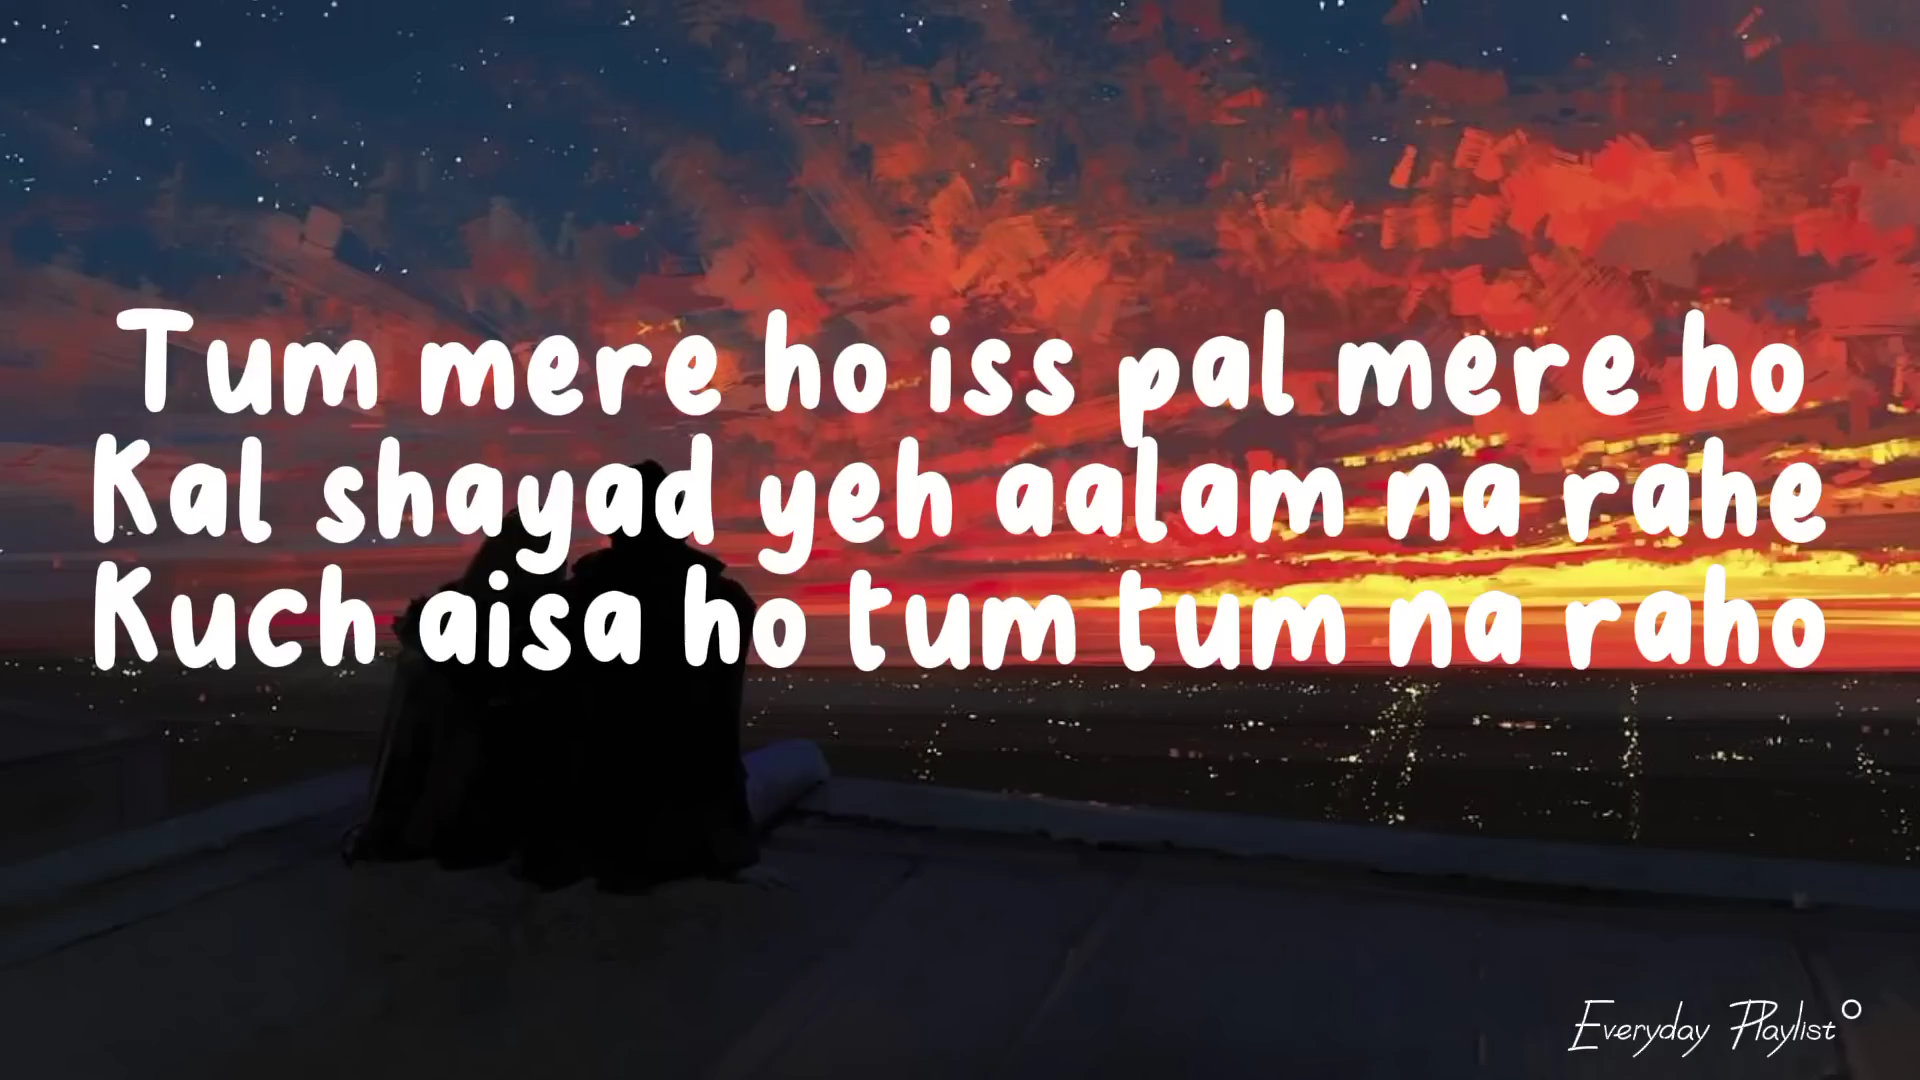 Tum mere ho iss pal mere ho
Kal shayad yeh aalam na rahe
Kuch aisa ho tum tum na raho
Everyday Playlist